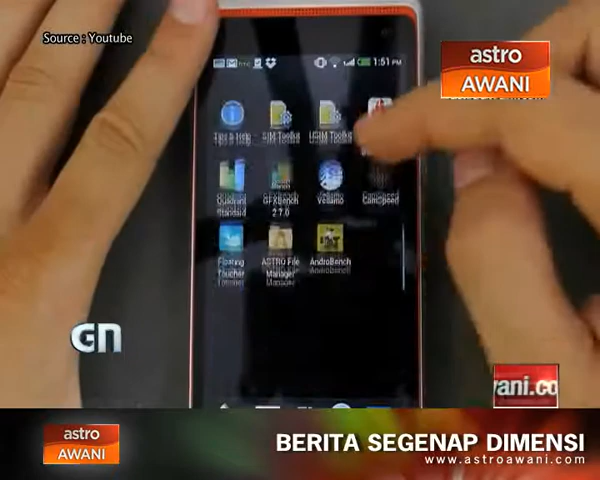 Source : Youtube
astro
AWANI
1:51 PM
Tips & Help
SIM Toolkit
USIM Toolkit
Quadrant
Standard
GFXBench
2.7.0
Vellamo
CamSpeed
Floating
Toucher
ASTRO File
Manager
AndroBench
GN
wani.co
astro
AWANI
BERITA SEGENAP DIMENSI
www.astroawani.com